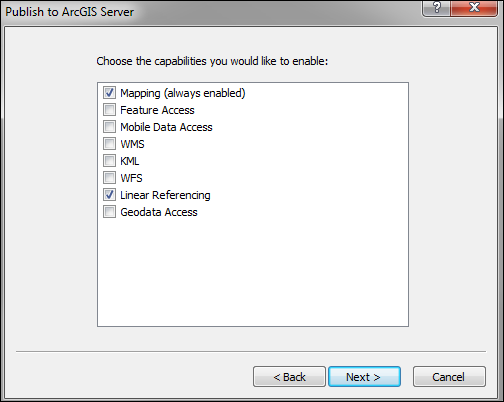 Publish to ArcGIS Server
?
Choose the capabilities you would like to enable:
Mapping (always enabled)
Feature Access
Mobile Data Access
WMS
KML
WFS
Linear Referencing
Geodata Access
< Back
Next >
Cancel